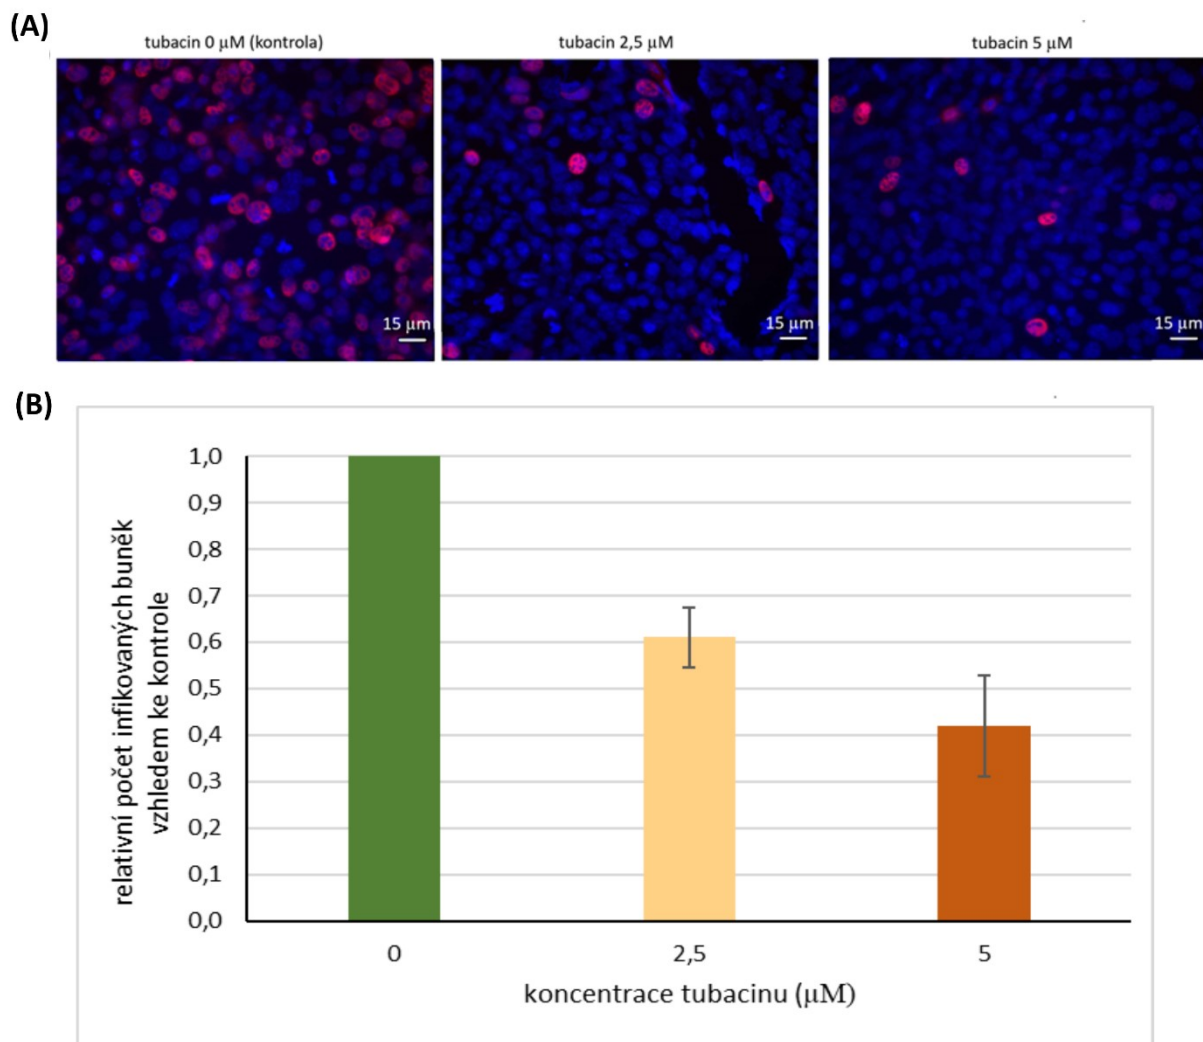 (A)
tubacin 0 μM (kontrola)
tubacin 2,5 μM
tubacin 5 μM
15 μm
15 μm
15 μm
(B)
relativní počet infikovaných buněk
vzhledem ke kontrole
1,0
0,9
0,8
0,7
0,6
0,5
0,4
0,3
0,2
0,1
0,0
0
2,5
5
koncentrace tubacinu (μM)